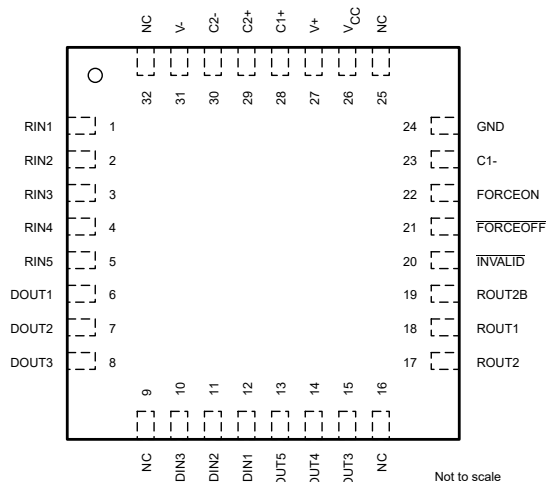 NC
V-
C2-
C2+
C1+
V+
VCC
NC
32
31
30
29
28
27
26
25
RIN1 1
RIN2 2
RIN3 3
RIN4 4
RIN5 5
DOUT1 6
DOUT2 7
DOUT3 8
24 GND
23 C1-
22 FORCEON
21 FORCEOFF
20 INVALID
19 ROUT2B
18 ROUT1
17 ROUT2
9
10
11
12
13
14
15
16
NC
DIN3
DIN2
DIN1
OUT5
OUT4
OUT3
NC
Not to scale